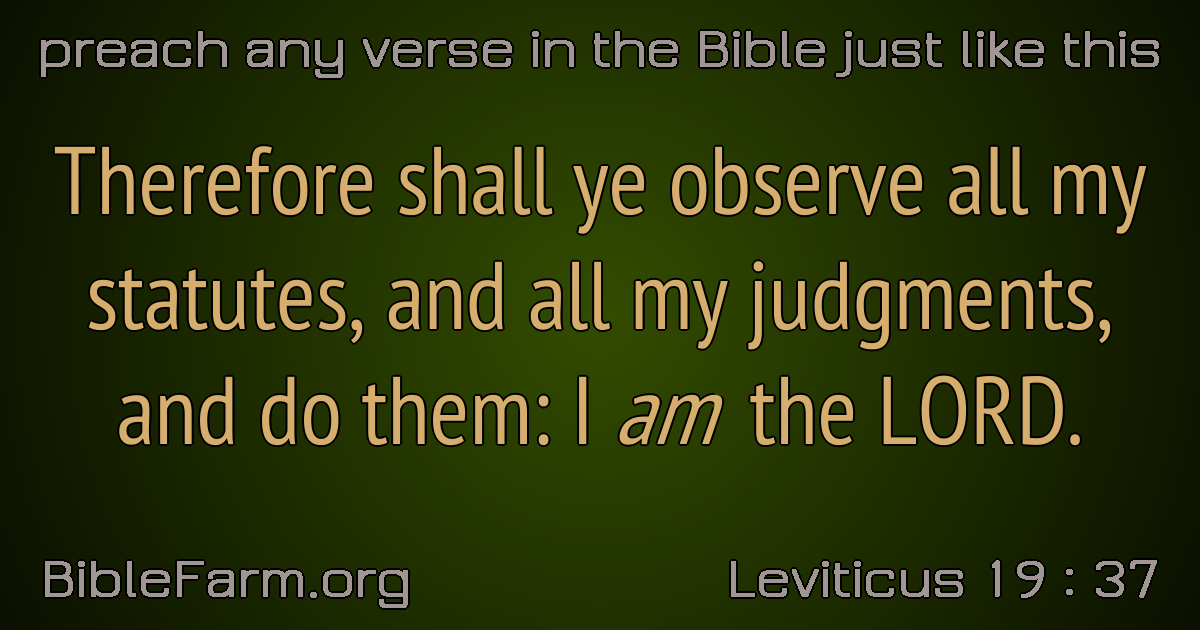 preach any verse in the Bible just like this
Therefore shall ye observe all my
statutes, and all my judgments,
and do them: I am the LORD.
BibleFarm.org
Leviticus 19 : 37